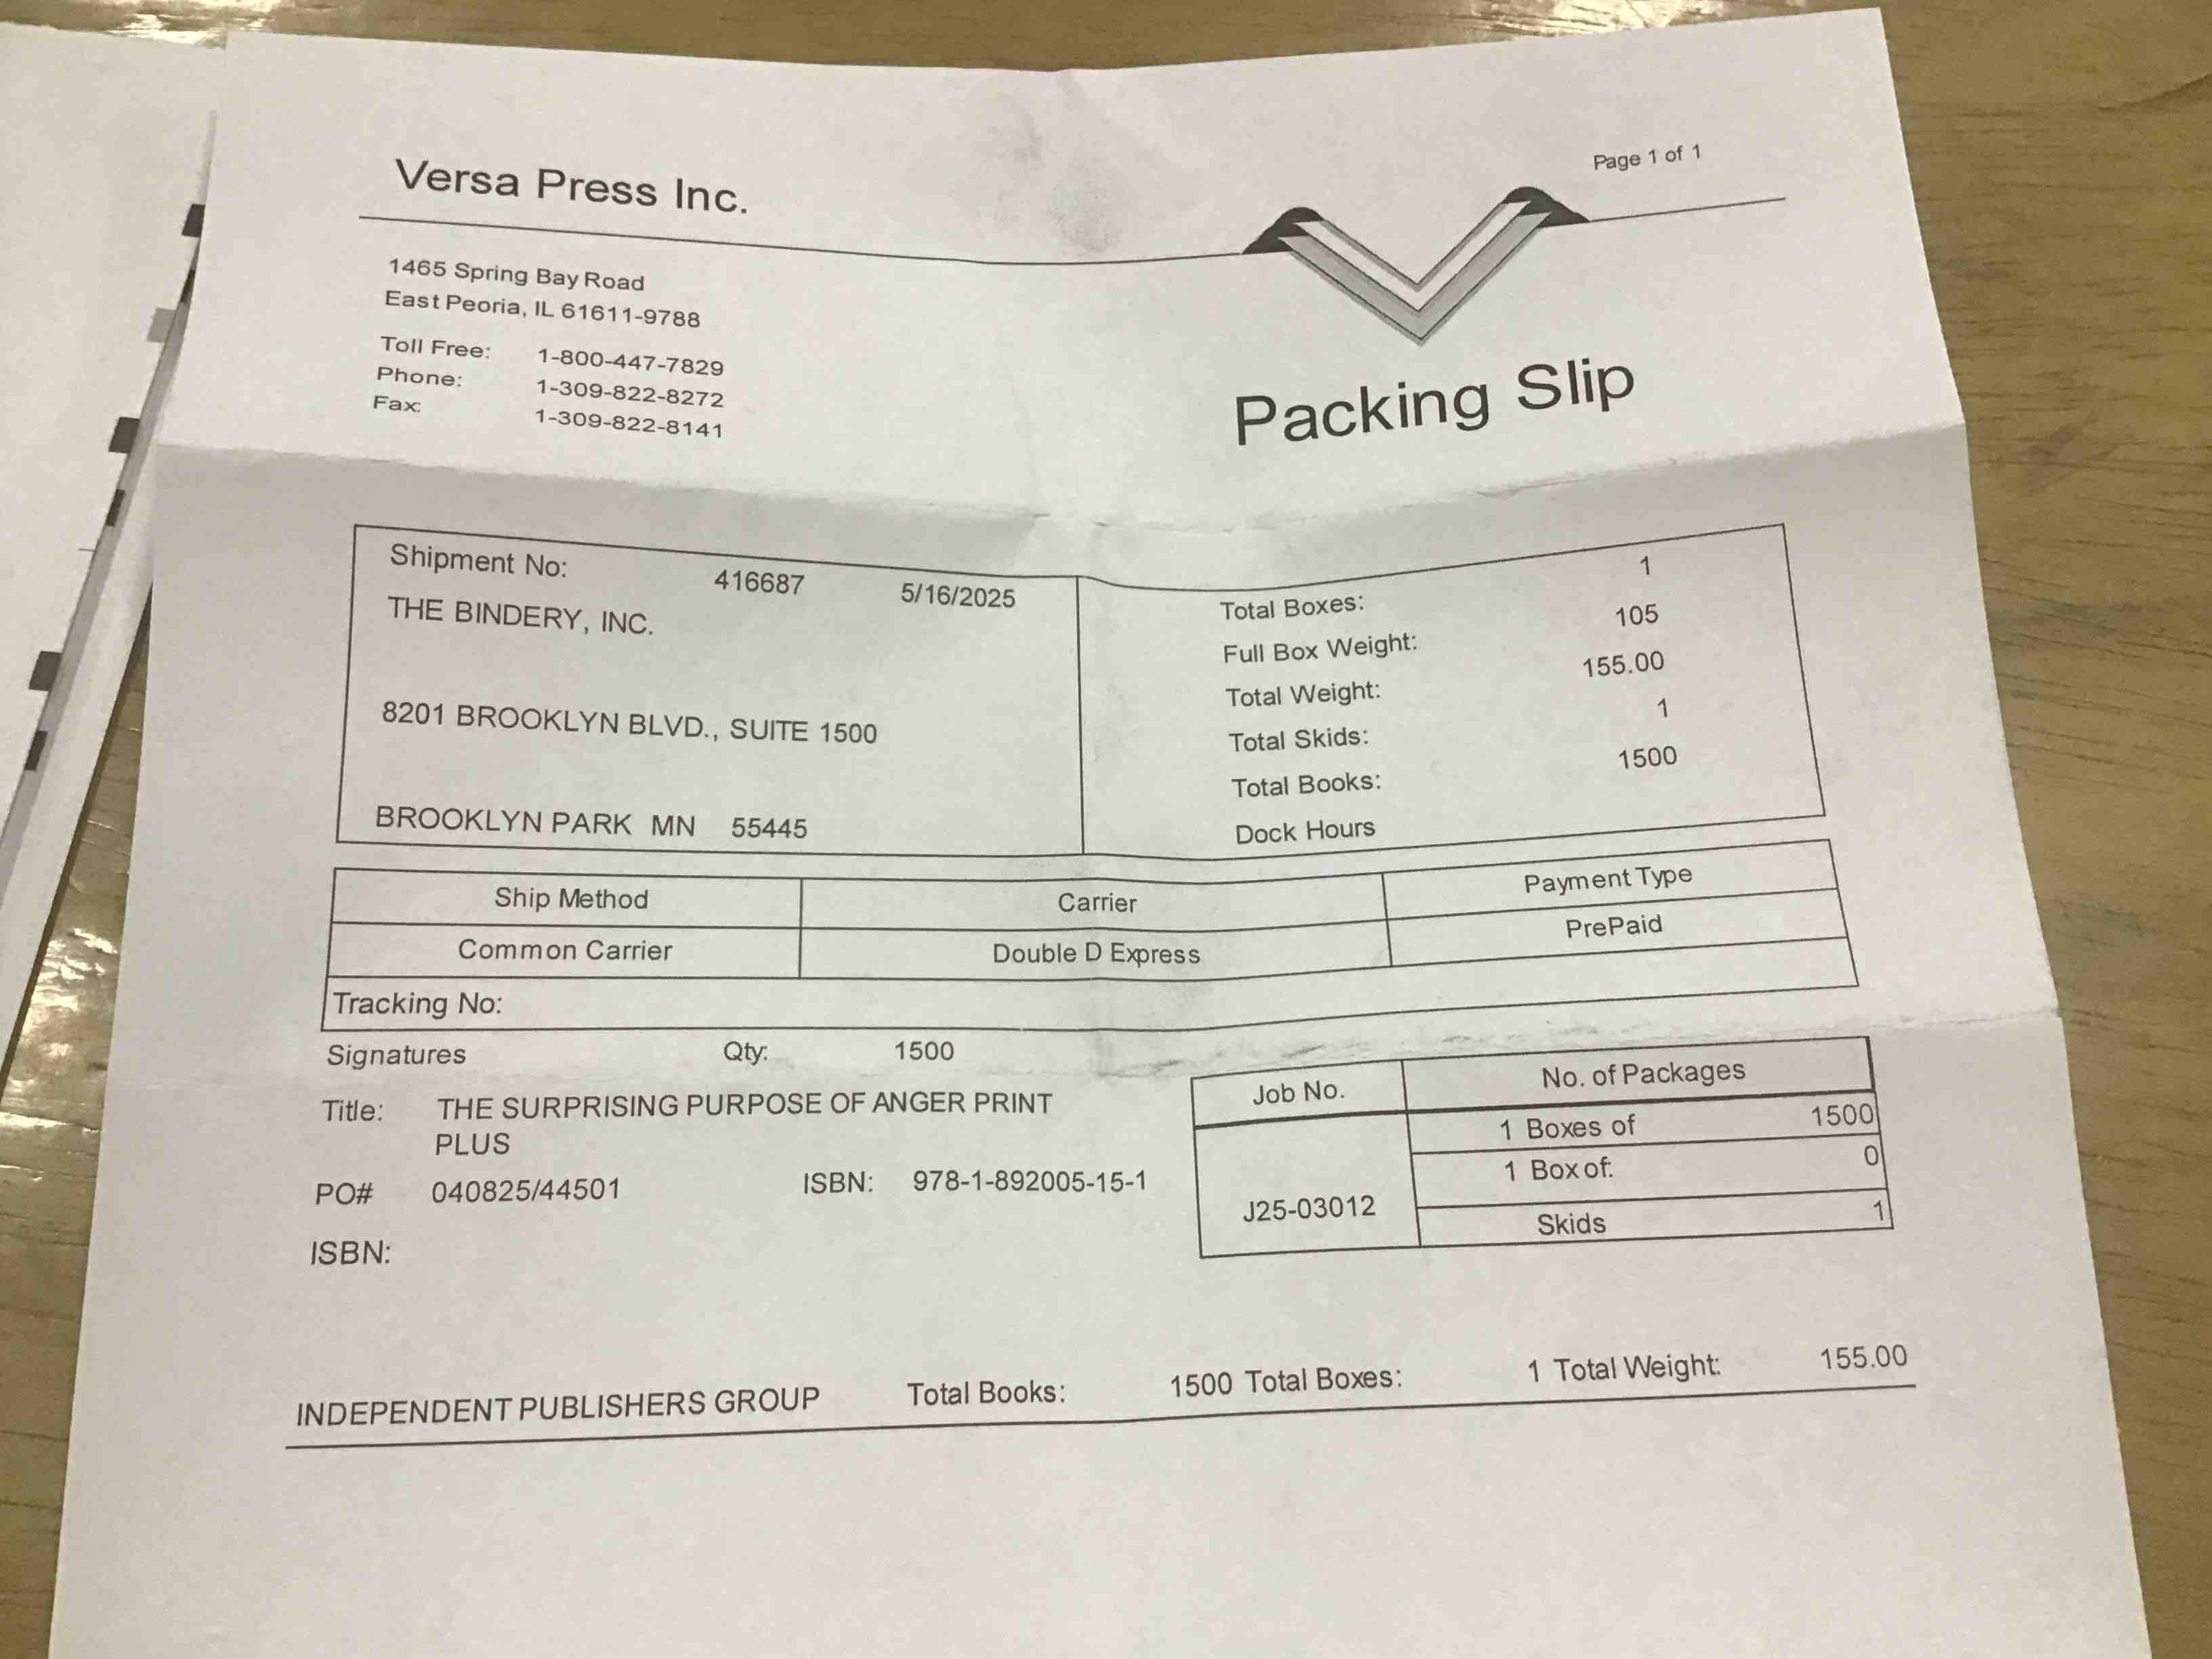 Page 1 of 1
Versa Press Inc.
1465 Spring Bay Road
East Peoria, IL 61611-9788
Toll Free: 1-800-447-7829
Phone: 1-309-822-8272
Fax: 1-309-822-8141
Packing Slip
Shipment No: 416687 5/16/2025
THE BINDERY, INC.
8201 BROOKLYN BLVD., SUITE 1500
BROOKLYN PARK MN 55445
Total Boxes: 1
Full Box Weight: 105
Total Weight: 155.00
Total Skids: 1
Total Books: 1500
Dock Hours
Ship Method Carrier Payment Type
Common Carrier Double D Express PrePaid
Tracking No:
Signatures Qty: 1500
Title: THE SURPRISING PURPOSE OF ANGER PRINT
PLUS
PO# 040825/44501 ISBN: 978-1-892005-15-1
ISBN:
Job No. No. of Packages
1 Boxes of 1500
1 Box of: 0
J25-03012
Skids 1
INDEPENDENT PUBLISHERS GROUP Total Books: 1500 Total Boxes: 1 Total Weight: 155.00